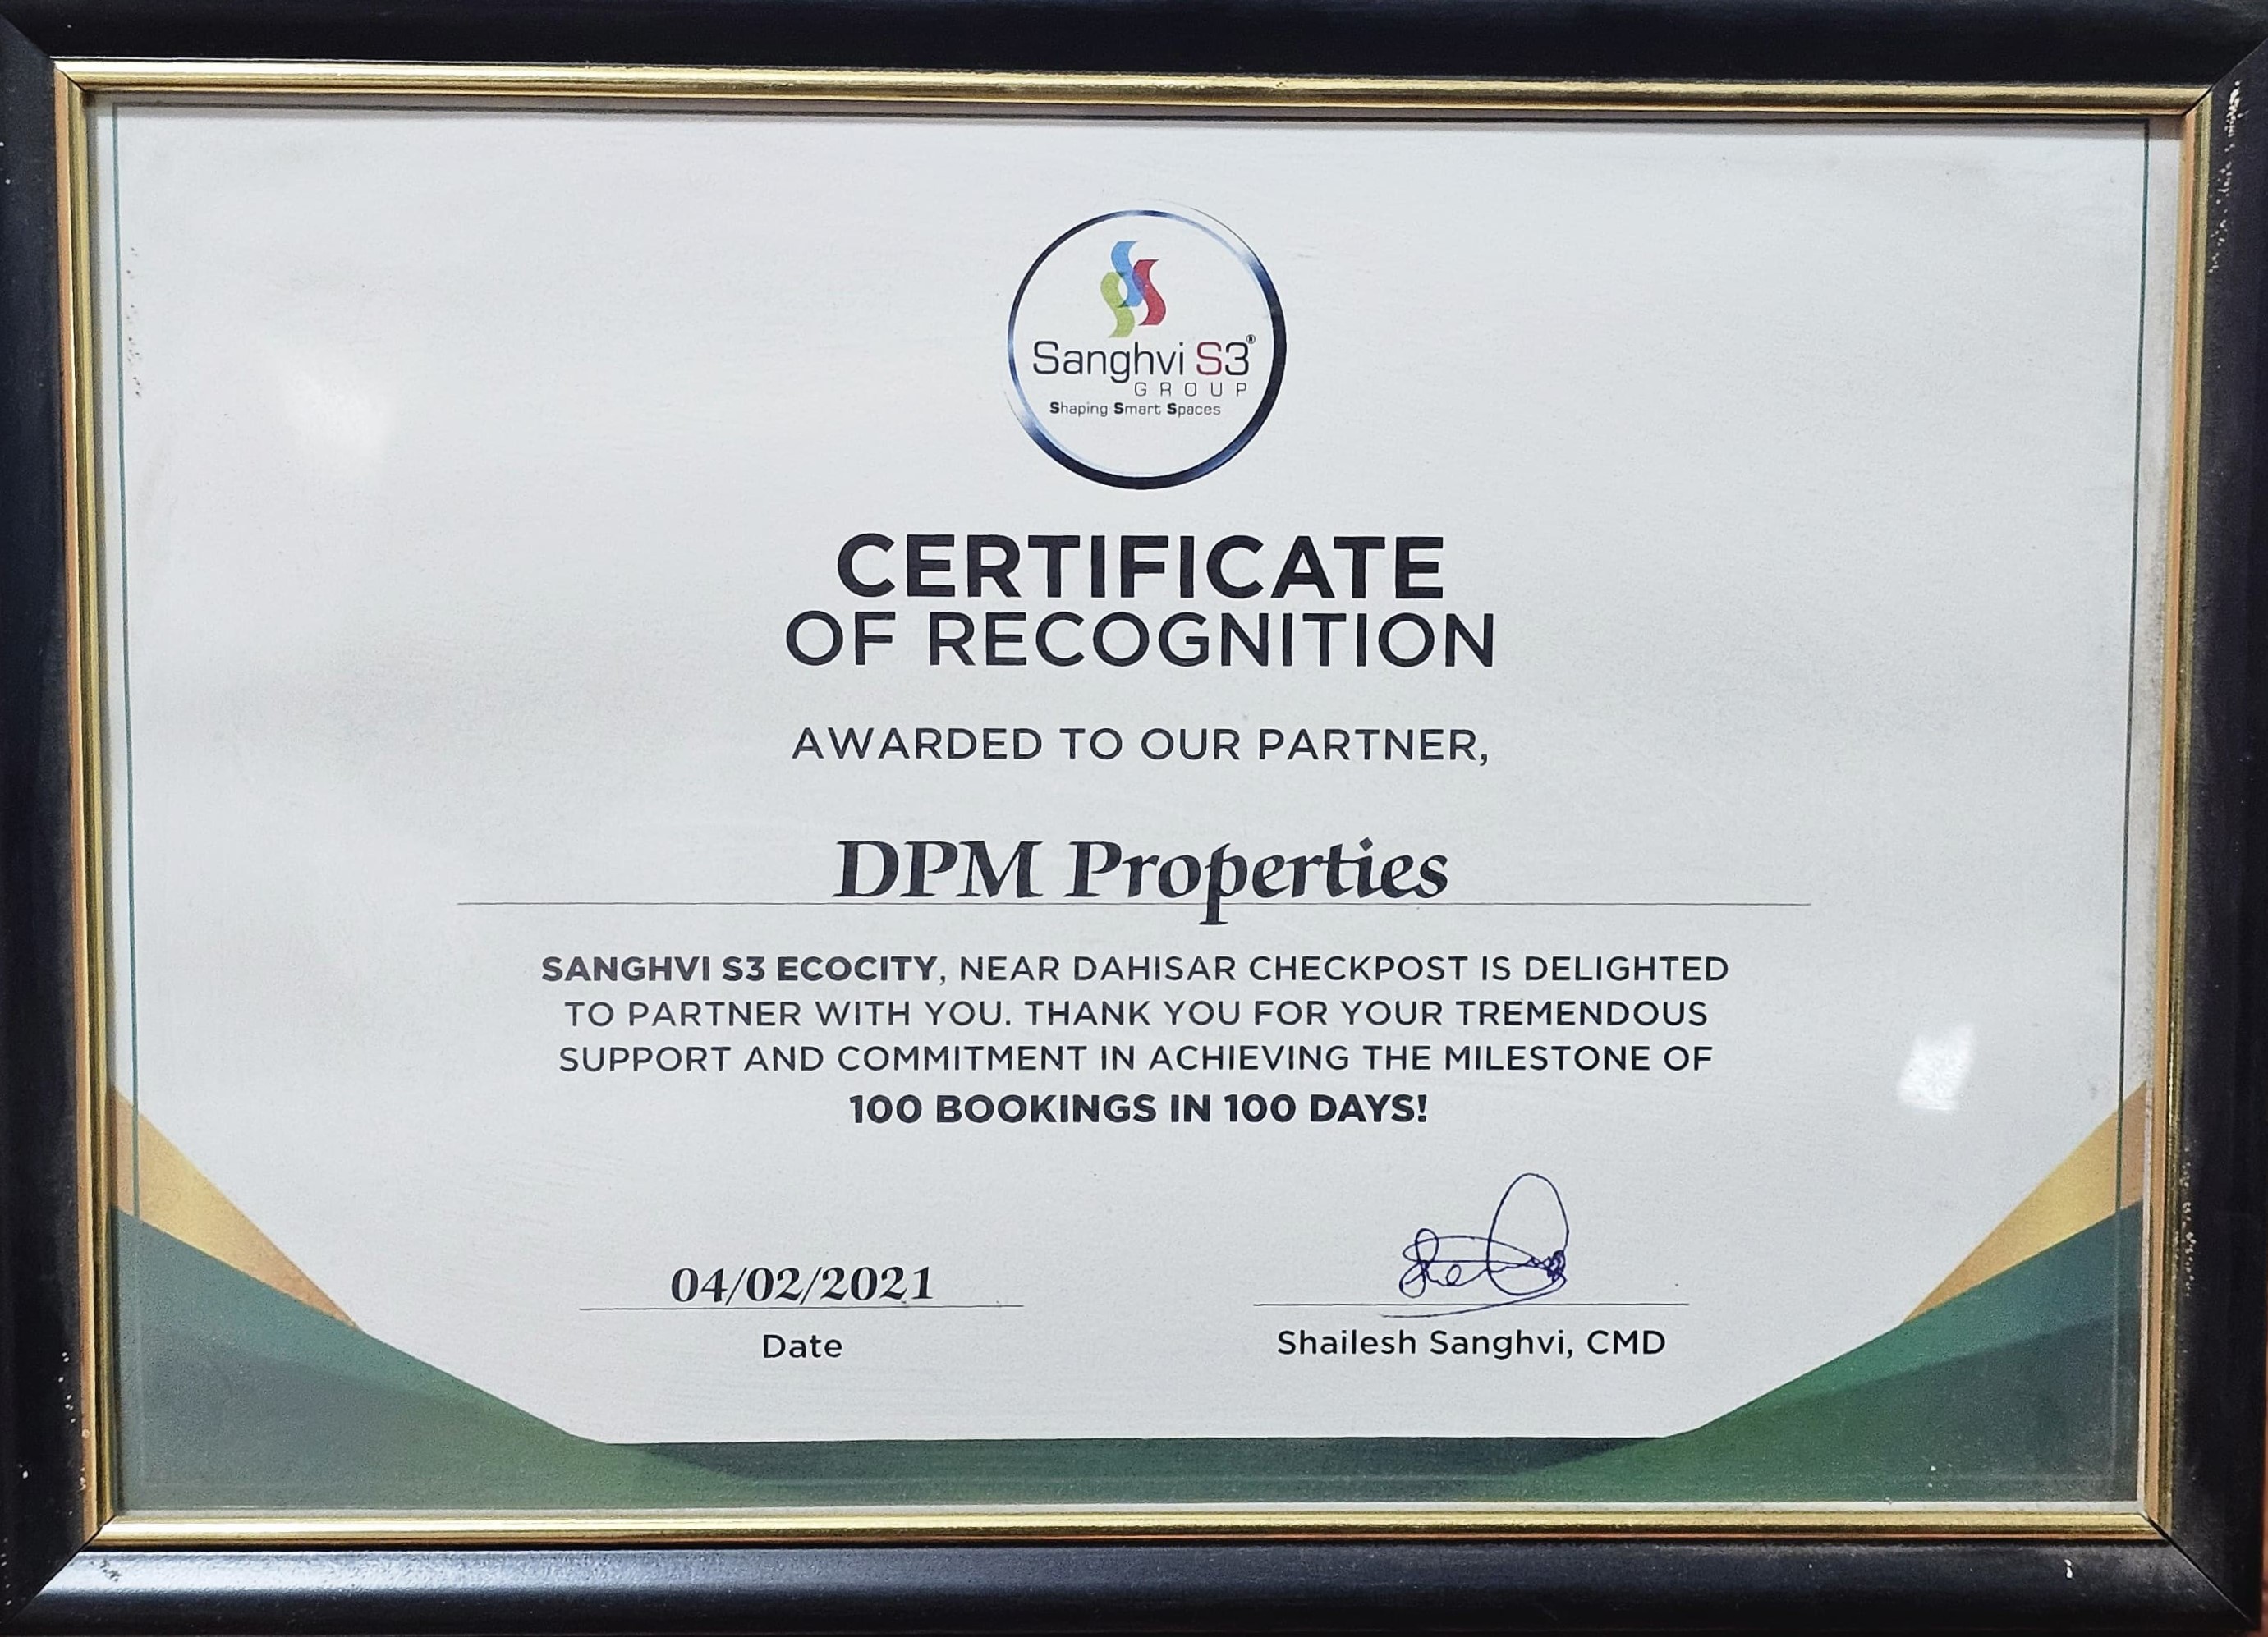 Sanghvi S3®
GROUP
Shaping Smart Spaces
CERTIFICATE
OF RECOGNITION
AWARDED TO OUR PARTNER,
DPM Properties
SANGHVI S3 ECOCITY, NEAR DAHISAR CHECKPOST IS DELIGHTED
TO PARTNER WITH YOU. THANK YOU FOR YOUR TREMENDOUS
SUPPORT AND COMMITMENT IN ACHIEVING THE MILESTONE OF
100 BOOKINGS IN 100 DAYS!
04/02/2021
Date
Shailesh Sanghvi, CMD